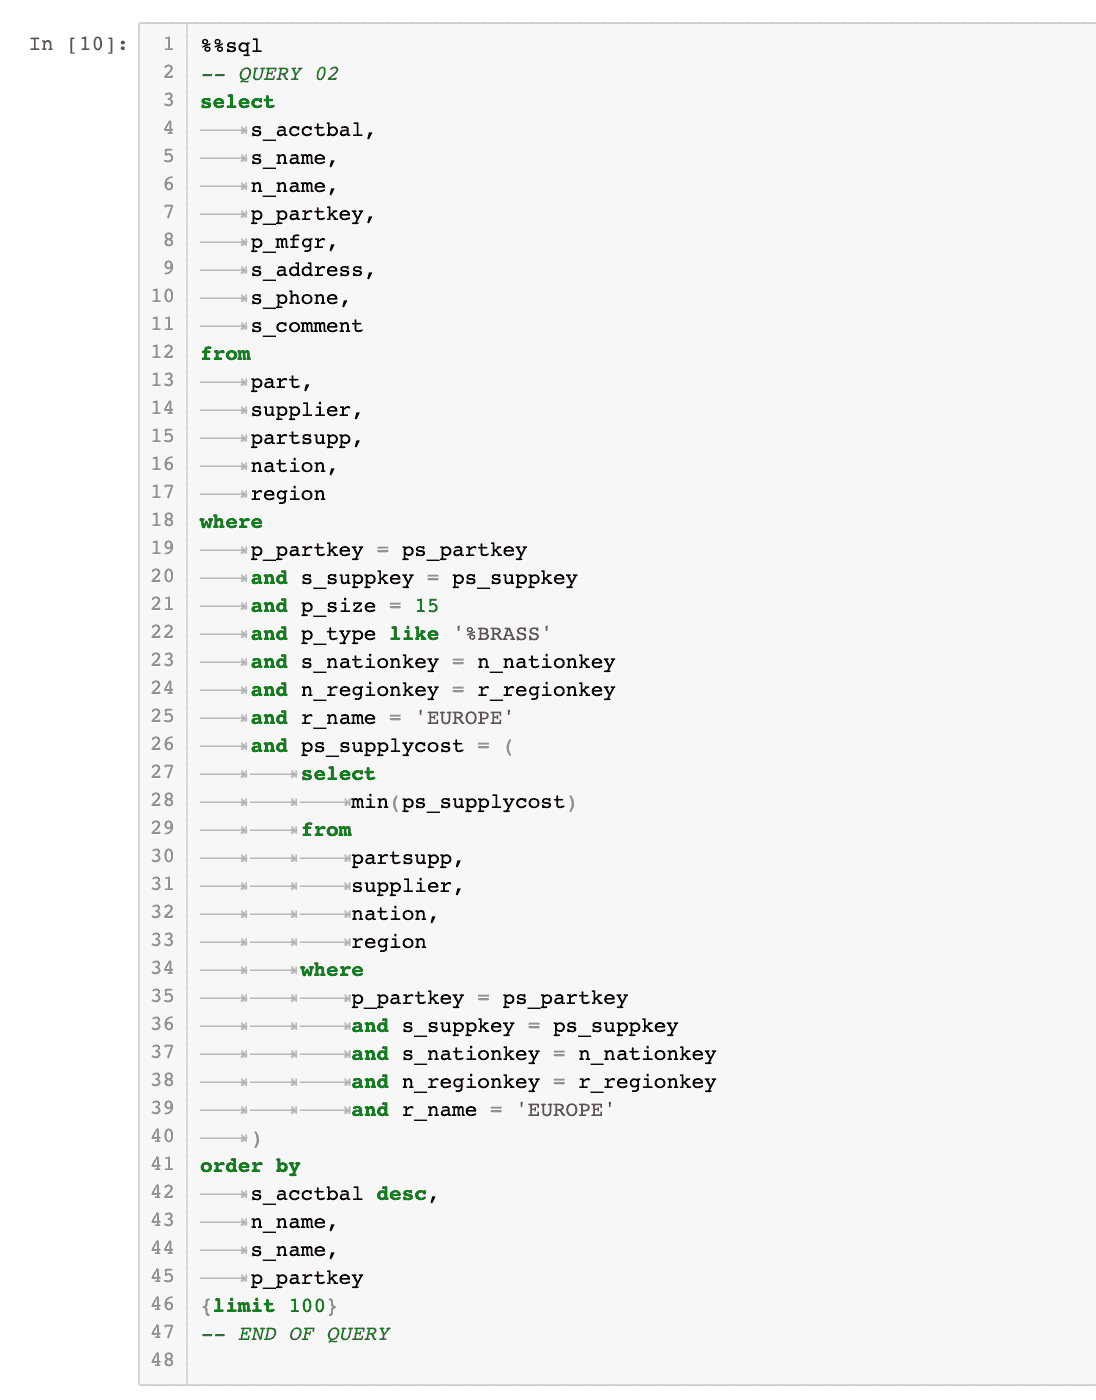 In [10]:
1 %%sql
2 -- QUERY 02
3 select
4 s_acctbal,
5 s_name,
6 n_name,
7 p_partkey,
8 p_mfgr,
9 s_address,
10 s_phone,
11 s_comment
12 from
13 part,
14 supplier,
15 partsupp,
16 nation,
17 region
18 where
19 p_partkey = ps_partkey
20 and s_suppkey = ps_suppkey
21 and p_size = 15
22 and p_type like '%BRASS'
23 and s_nationkey = n_nationkey
24 and n_regionkey = r_regionkey
25 and r_name = 'EUROPE'
26 and ps_supplycost = (
27 select
28 min(ps_supplycost)
29 from
30 partsupp,
31 supplier,
32 nation,
33 region
34 where
35 p_partkey = ps_partkey
36 and s_suppkey = ps_suppkey
37 and s_nationkey = n_nationkey
38 and n_regionkey = r_regionkey
39 and r_name = 'EUROPE'
40 )
41 order by
42 s_acctbal desc,
43 n_name,
44 s_name,
45 p_partkey
46 {limit 100}
47 -- END OF QUERY
48